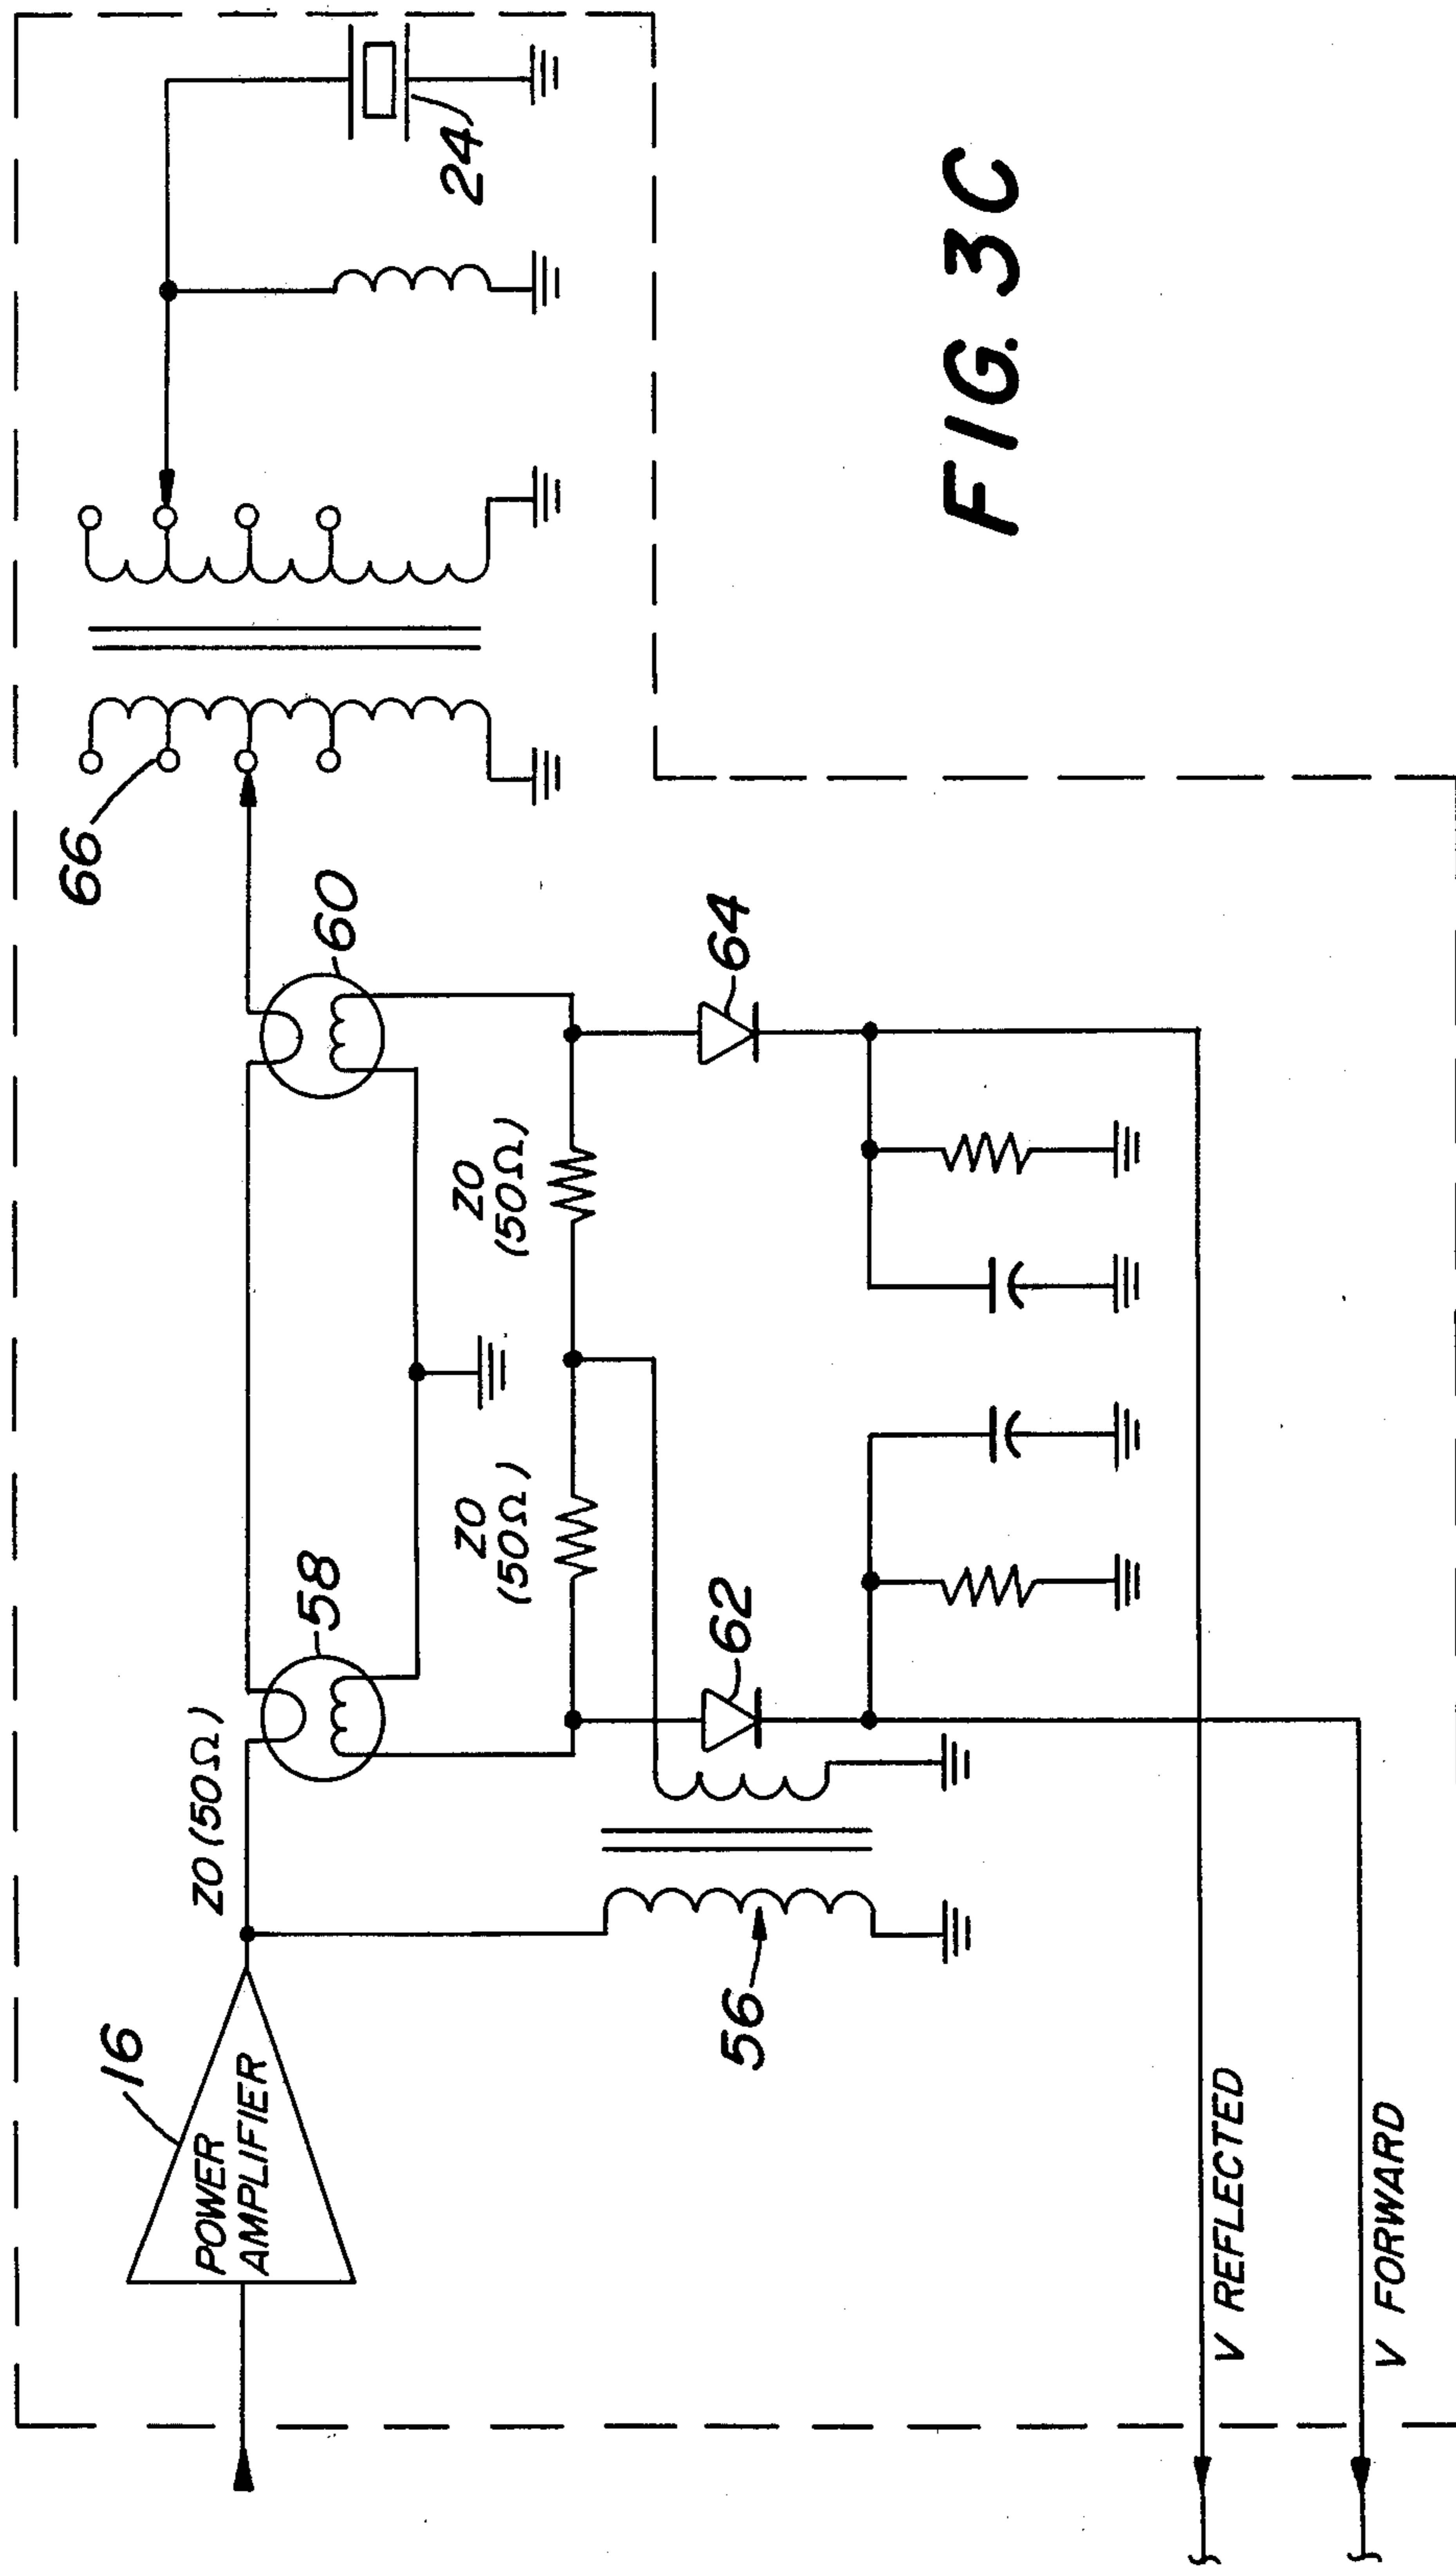 16
POWER
AMPLIFIER
ZO (50Ω)
58
60
66
24
56
ZO
(50Ω)
ZO
(50Ω)
62
64
V REFLECTED
V FORWARD
FIG. 3C